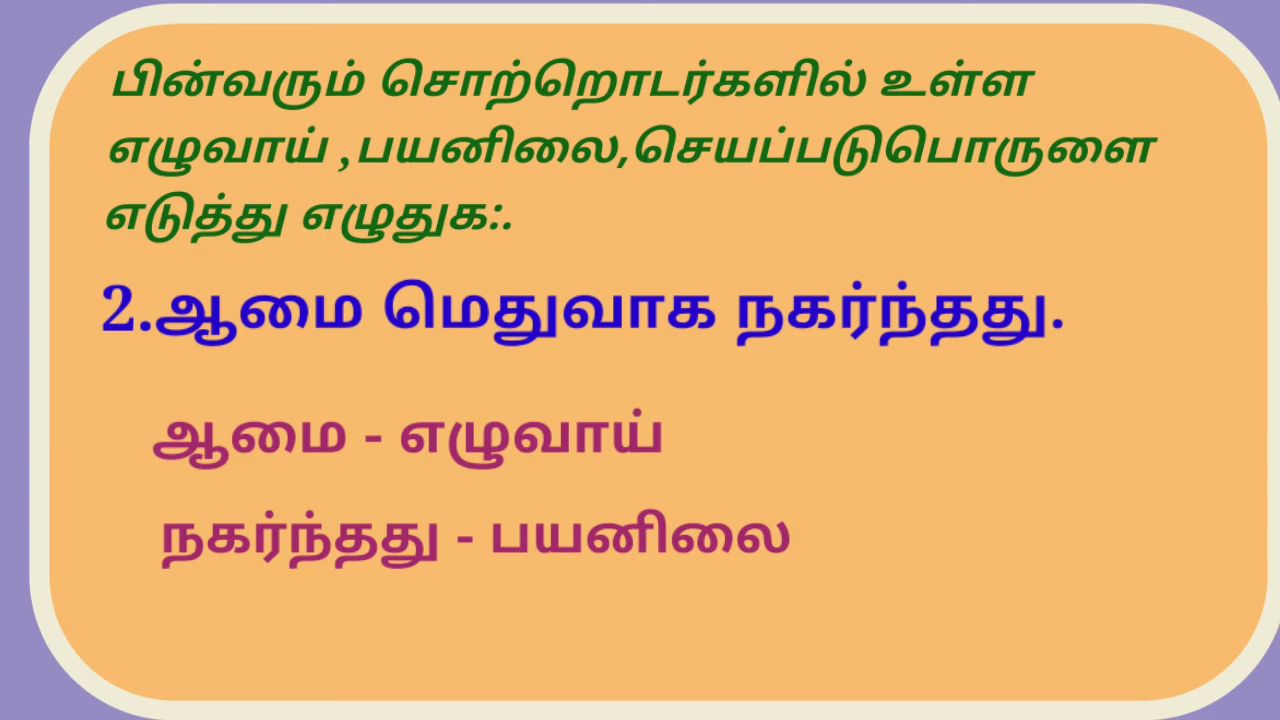 பின்வரும் சொற்றொடர்களில் உள்ள
எழுவாய் ,பயனிலை,செயப்படுபொருளை
எடுத்து எழுதுக:.
2.ஆமை மெதுவாக நகர்ந்தது.
ஆமை - எழுவாய்
நகர்ந்தது - பயனிலை